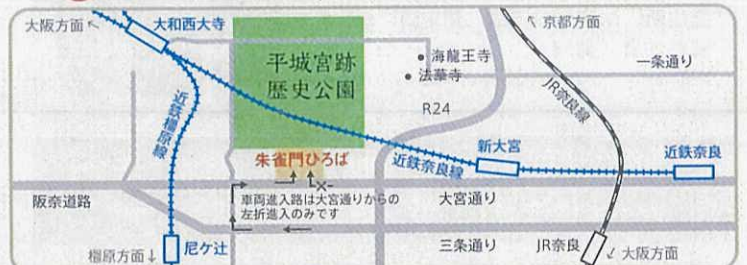 大阪方面
大和西大寺
平城宮跡
歴史公園
海龍王寺
法華寺
京都方面
一条通り
R24
JR奈良線
近鉄橿原線
新大宮
近鉄奈良
朱雀門ひろば
近鉄奈良線
阪奈道路
車両進入路は大宮通りからの
左折進入のみです
大宮通り
橿原方面
尼ケ辻
三条通り
JR奈良
大阪方面